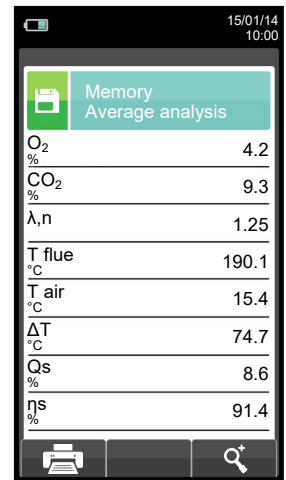 15/01/14
10:00
Memory
Average analysis
O₂
%
4.2
CO₂
%
9.3
λ,n
1.25
T flue
°C
190.1
T air
°C
15.4
ΔT
°C
74.7
Qs
%
8.6
ηs
%
91.4